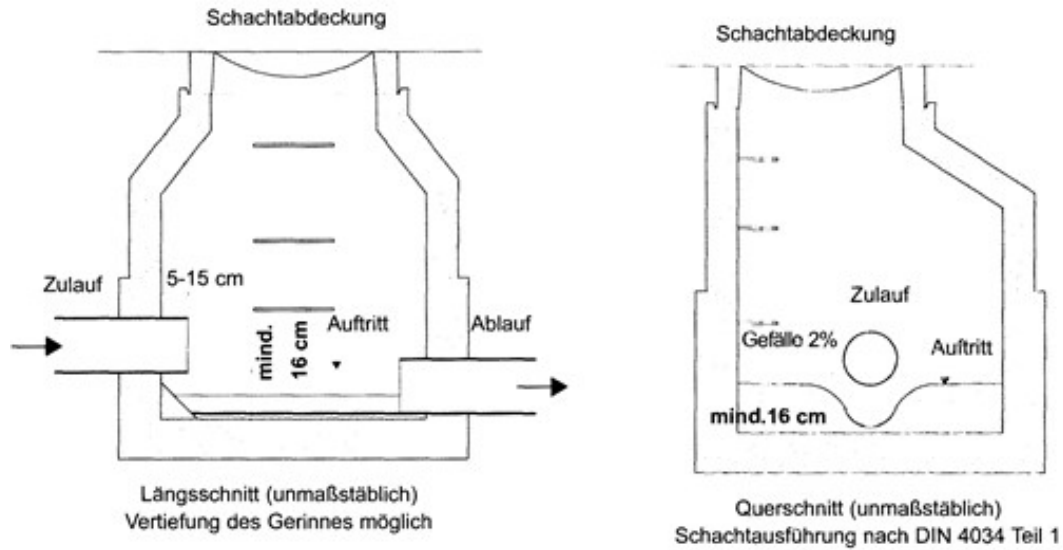 Schachtabdeckung
Zulauf
5-15 cm
mind.
16 cm
Auftritt
Ablauf
Längsschnitt (unmaßstäblich)
Vertiefung des Gerinnes möglich
Schachtabdeckung
Zulauf
Gefälle 2%
Auftritt
mind.16 cm
Querschnitt (unmaßstäblich)
Schachtausführung nach DIN 4034 Teil 1